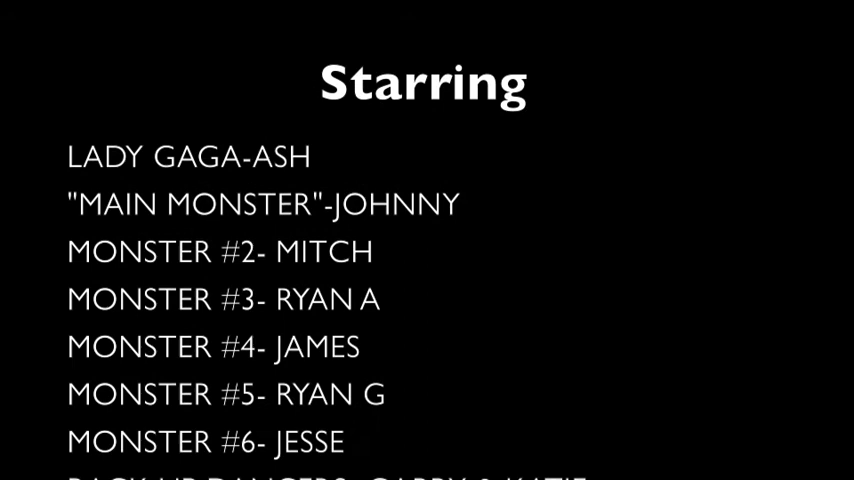 Starring
LADY GAGA-ASH
"MAIN MONSTER"-JOHNNY
MONSTER #2- MITCH
MONSTER #3- RYAN A
MONSTER #4- JAMES
MONSTER #5- RYAN G
MONSTER #6- JESSE